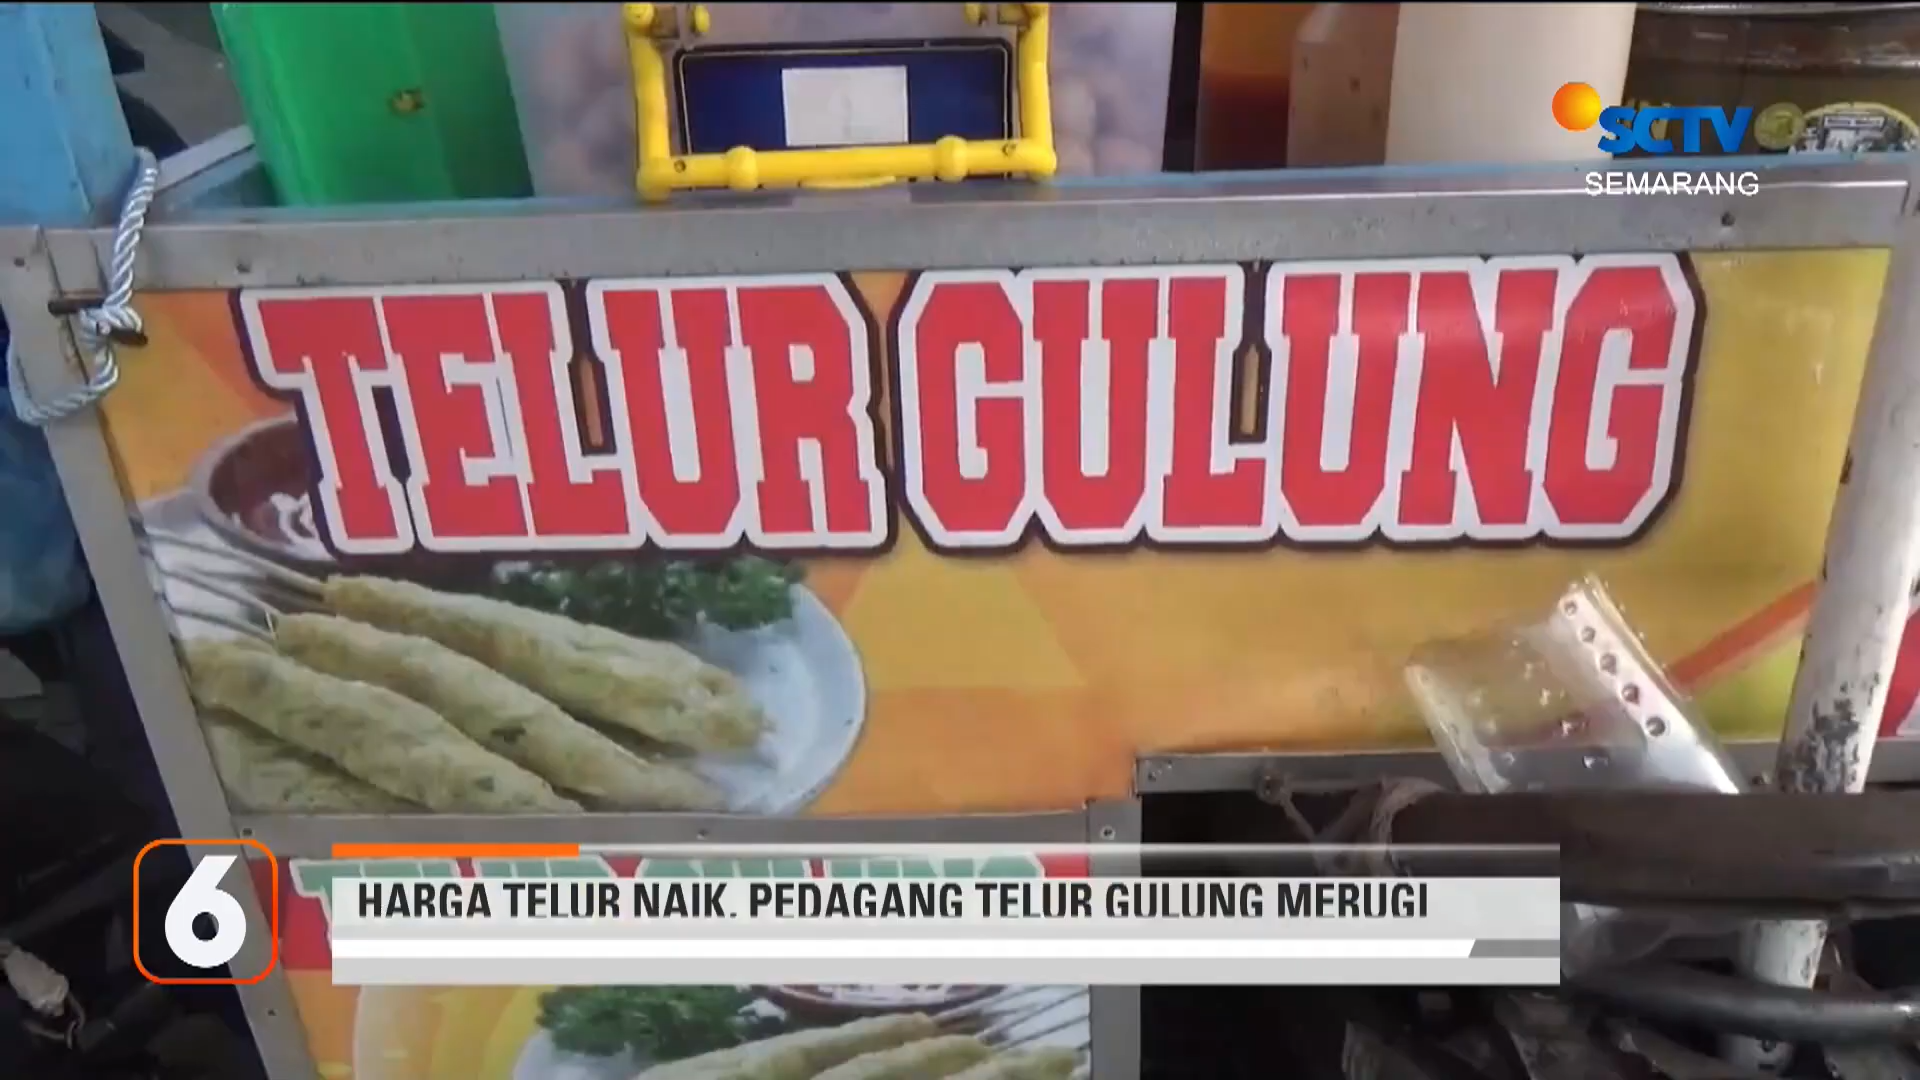 SCTV
SEMARANG
TELUR GULUNG
6
HARGA TELUR NAIK, PEDAGANG TELUR GULUNG MERUGI